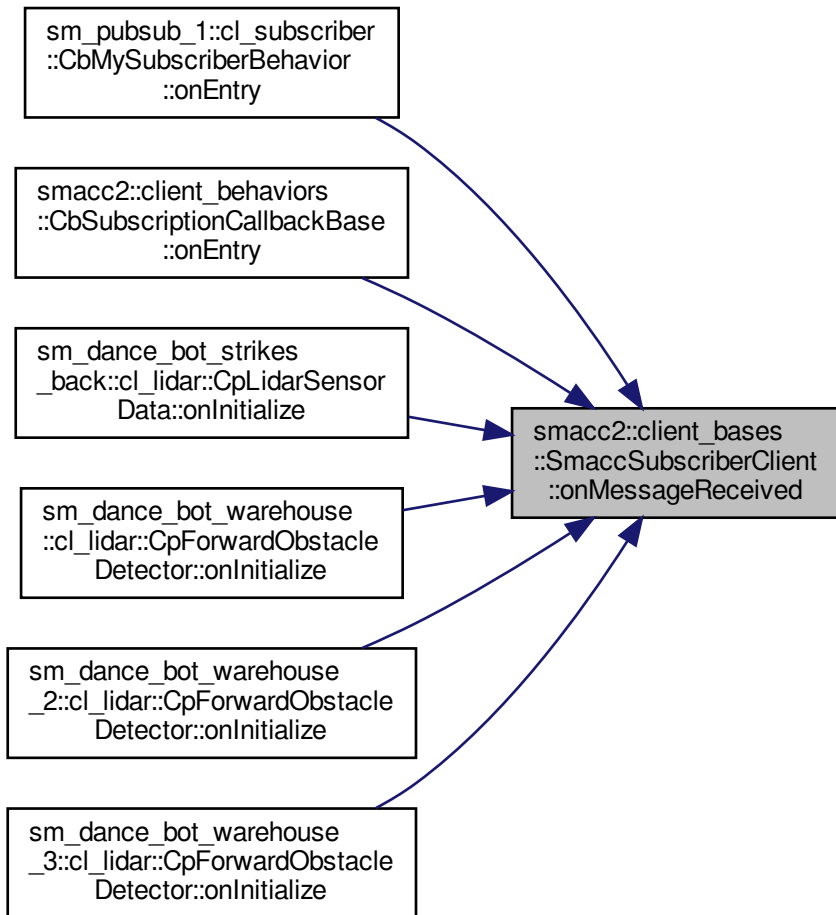 sm_pubsub_1::cl_subscriber
::CbMySubscriberBehavior
::onEntry
smacc2::client_behaviors
::CbSubscriptionCallbackBase
::onEntry
sm_dance_bot_strikes
_back::cl_lidar::CpLidarSensor
Data::onInitialize
smacc2::client_bases
::SmaccSubscriberClient
::onMessageReceived
sm_dance_bot_warehouse
::cl_lidar::CpForwardObstacle
Detector::onInitialize
sm_dance_bot_warehouse
_2::cl_lidar::CpForwardObstacle
Detector::onInitialize
sm_dance_bot_warehouse
_3::cl_lidar::CpForwardObstacle
Detector::onInitialize